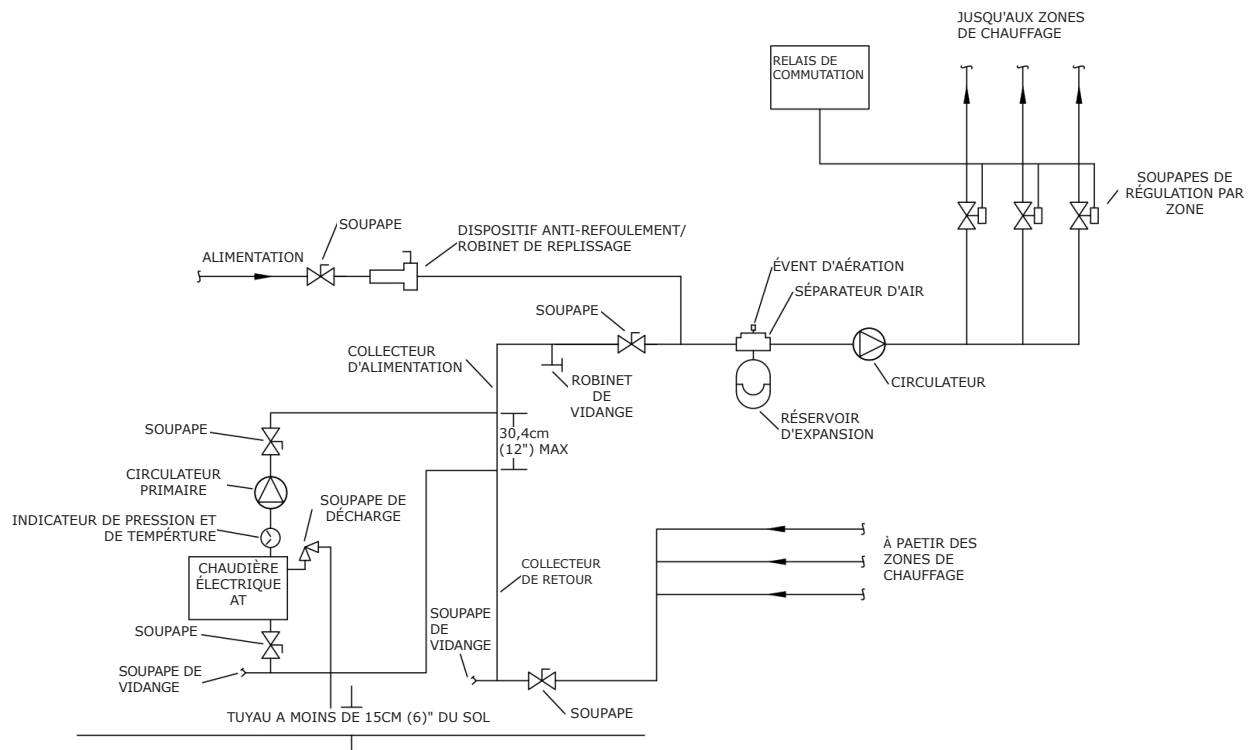 JUSQU'AUX ZONES
DE CHAUFFAGE
RELAIS DE
COMMUTATION
SOUPAPES DE
RÉGULATION PAR
ZONE
SOUPAPE
DISPOSITIF ANTI-REFOULEMENT/
ROBINET DE REPLISSAGE
ALIMENTATION
ÉVENT D'AÉRATION
SÉPARATEUR D'AIR
SOUPAPE
COLLECTEUR
D'ALIMENTATION
ROBINET
DE
VIDANGE
CIRCULATEUR
RÉSERVOIR
D'EXPANSION
SOUPAPE
30,4cm
(12") MAX
CIRCULATEUR
PRIMAIRE
SOUPAPE DE
DÉCHARGE
INDICATEUR DE PRESSION ET
DE TEMPÉRTURE
CHAUDIÈRE
ÉLECTRIQUE
AT
COLLECTEUR
DE RETOUR
À PAETIR DES
ZONES DE
CHAUFFAGE
SOUPAPE
SOUPAPE
DE
VIDANGE
SOUPAPE DE
VIDANGE
SOUPAPE
TUYAU A MOINS DE 15CM (6)" DU SOL